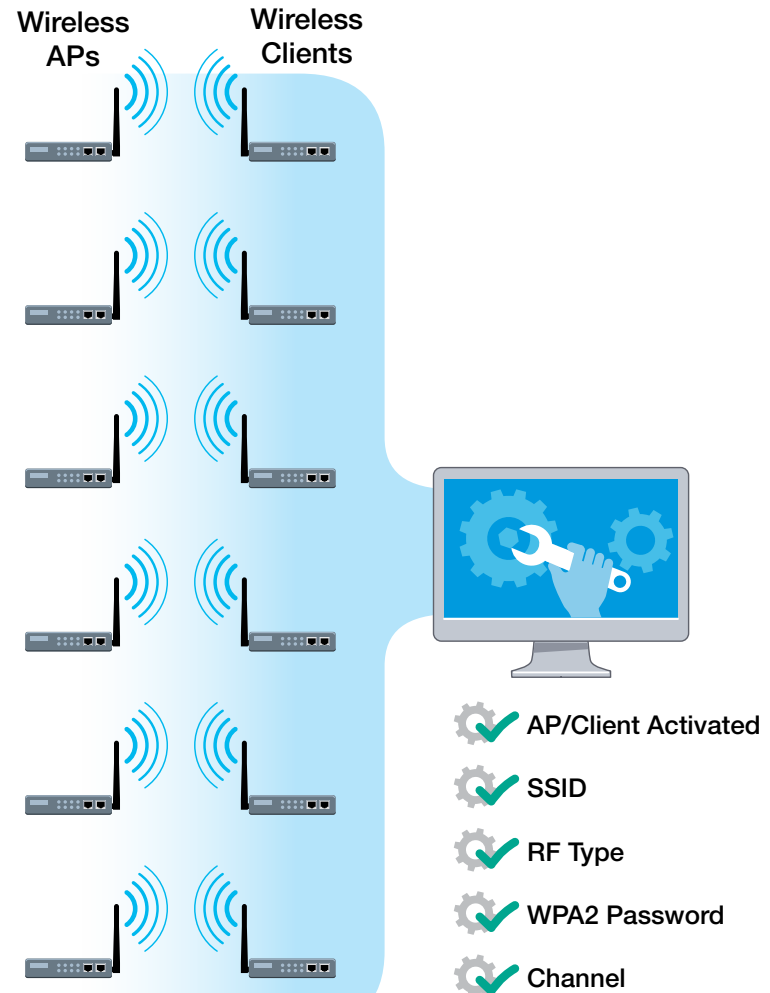 Wireless
APs
Wireless
Clients
AP/Client Activated
SSID
RF Type
WPA2 Password
Channel